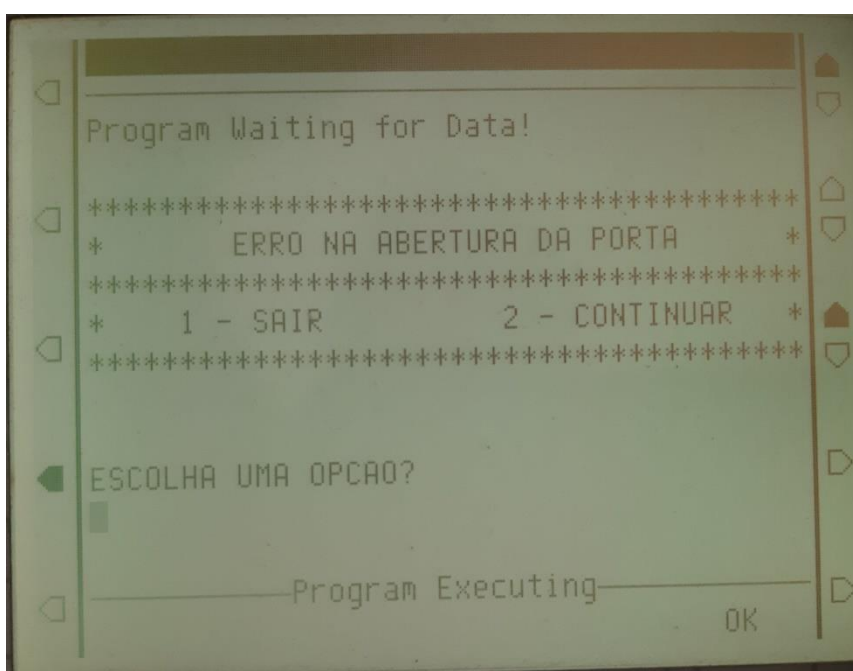 Program Waiting for Data!
****************************************
* ERRO NA ABERTURA DA PORTA *
****************************************
* 1 - SAIR 2 - CONTINUAR *
****************************************
ESCOLHA UMA OPCAO?
Program Executing
OK